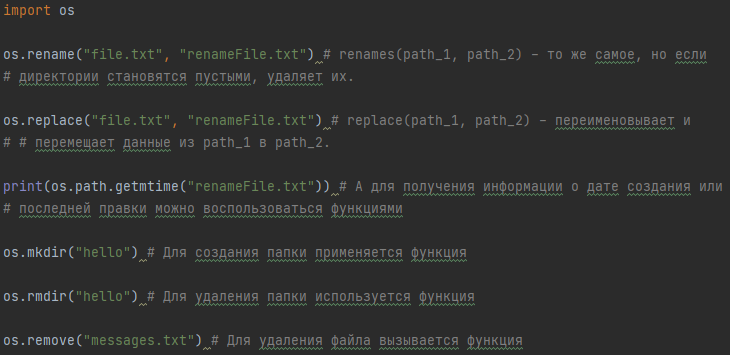 import os
os.rename("file.txt", "renameFile.txt") # renames(path_1, path_2) – то же самое, но если
# директории становятся пустыми, удаляет их.
os.replace("file.txt", "renameFile.txt") # replace(path_1, path_2) – переименовывает и
# # перемещает данные из path_1 в path_2.
print(os.path.getmtime("renameFile.txt")) # А для получения информации о дате создания или
# последней правки можно воспользоваться функциями
os.mkdir("hello") # Для создания папки применяется функция
os.rmdir("hello") # Для удаления папки используется функция
os.remove("messages.txt") # Для удаления файла вызывается функция